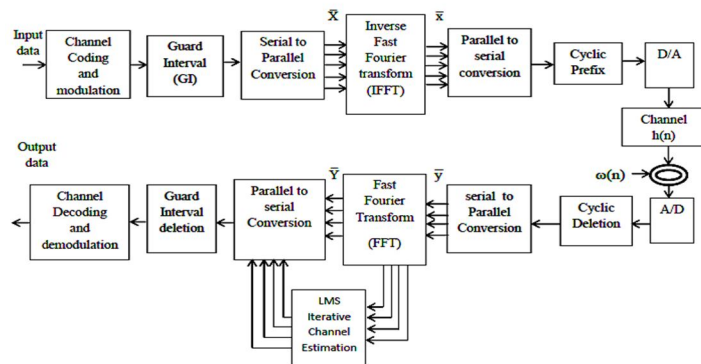 Input
data
Channel
Coding
and
modulation
Guard
Interval
(GI)
Serial to
Parallel
Conversion
X̅
Inverse
Fast
Fourier
transform
(IFFT)
x̅
Parallel to
serial
conversion
Cyclic
Prefix
D/A
Channel
h(n)
ω(n)
A/D
Cyclic
Deletion
serial to
Parallel
Conversion
y̅
Fast
Fourier
Transform
(FFT)
Y̅
Parallel to
serial
Conversion
Guard
Interval
deletion
Channel
Decoding
and
demodulation
Output
data
LMS
Iterative
Channel
Estimation